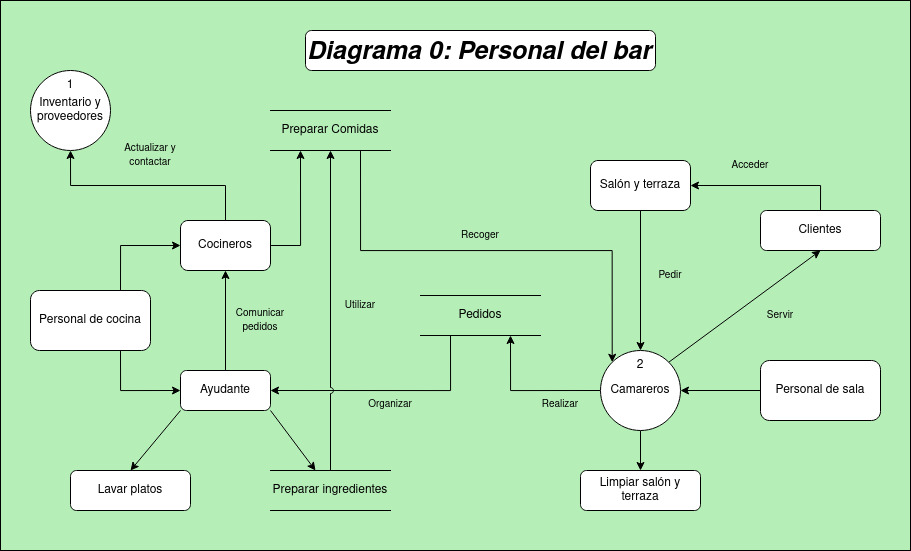 Diagrama 0: Personal del bar
1
Inventario y
proveedores
Actualizar y
contactar
Preparar Comidas
Salón y terraza
Acceder
Clientes
Cocineros
Recoger
Pedir
Personal de cocina
Comunicar
pedidos
Utilizar
Pedidos
Servir
2
Camareros
Ayudante
Organizar
Realizar
Personal de sala
Lavar platos
Preparar ingredientes
Limpiar salón y
terraza